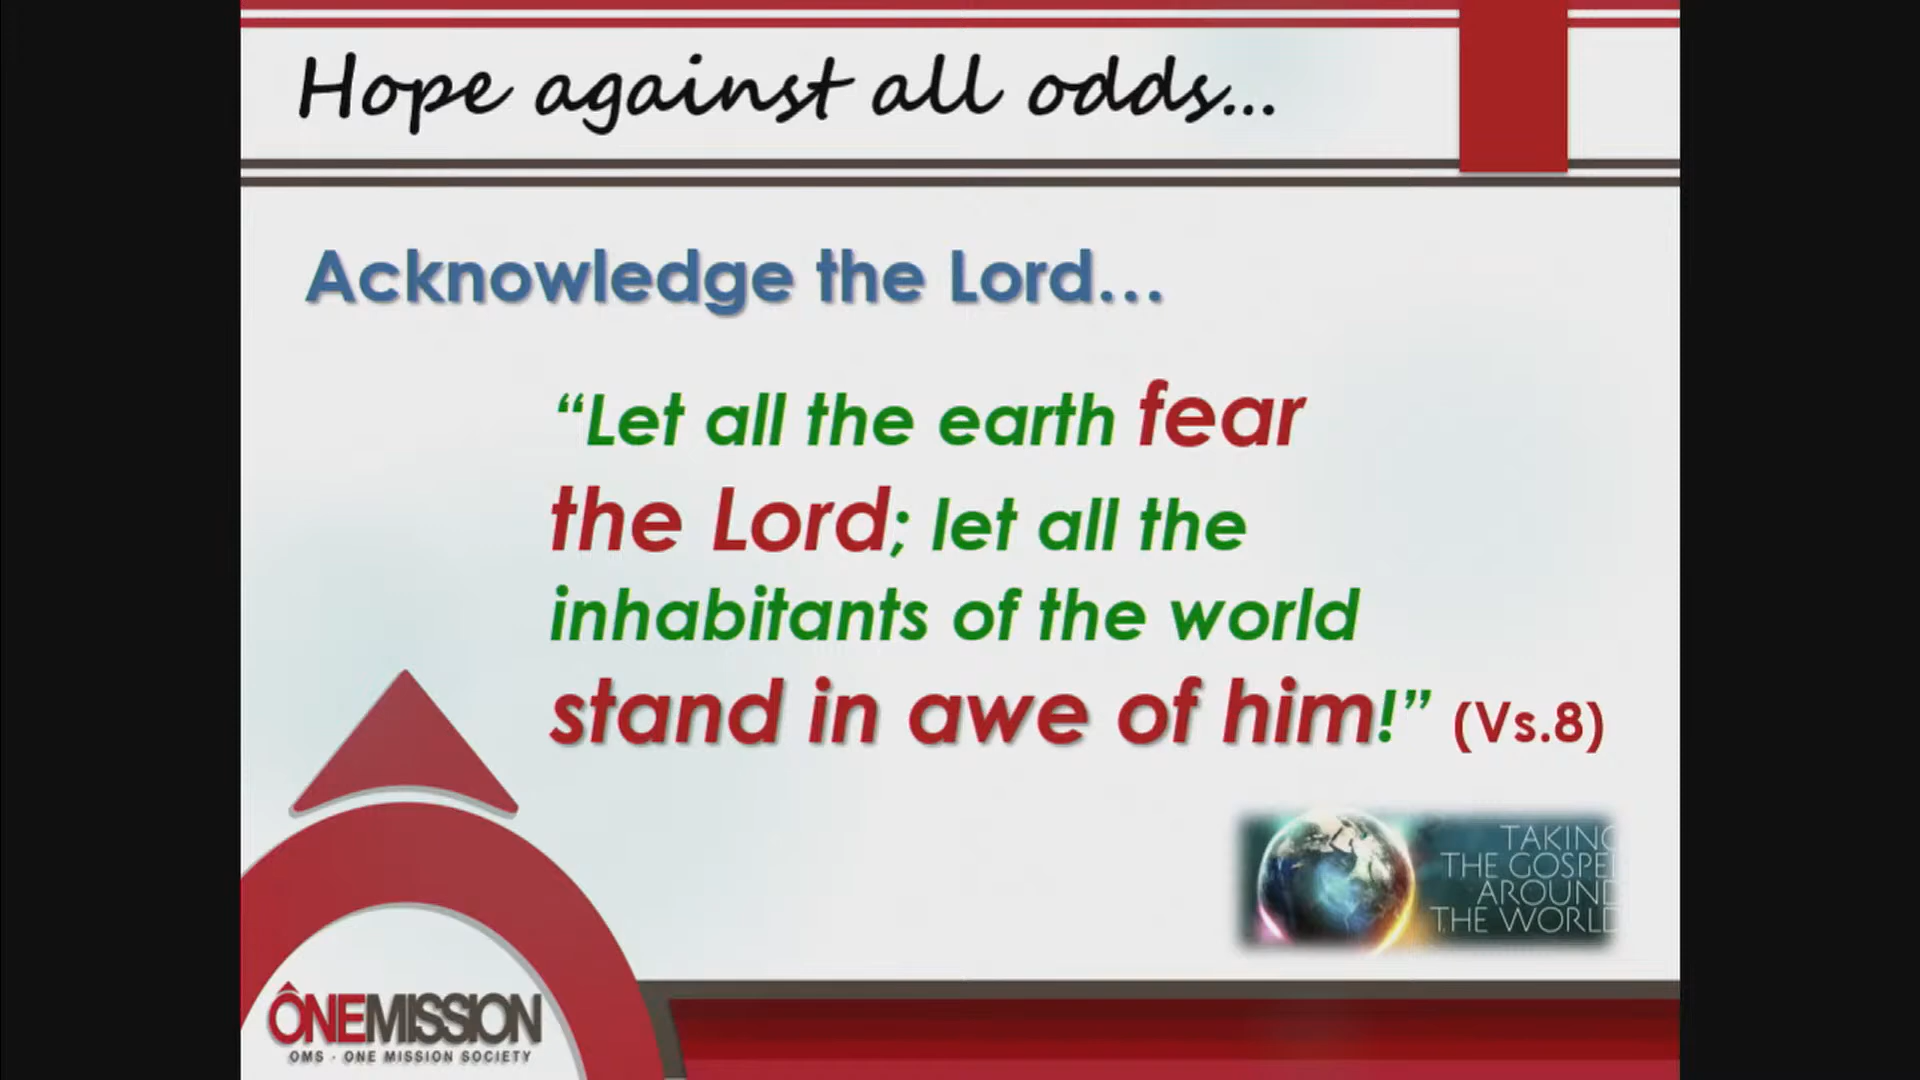 Hope against all odds...
Acknowledge the Lord...
“Let all the earth fear
the Lord; let all the
inhabitants of the world
stand in awe of him!” (Vs.8)
TAKING
THE GOSPEL
AROUND
THE WORLD
ÔNEMISSION
OMS - ONE MISSION SOCIETY